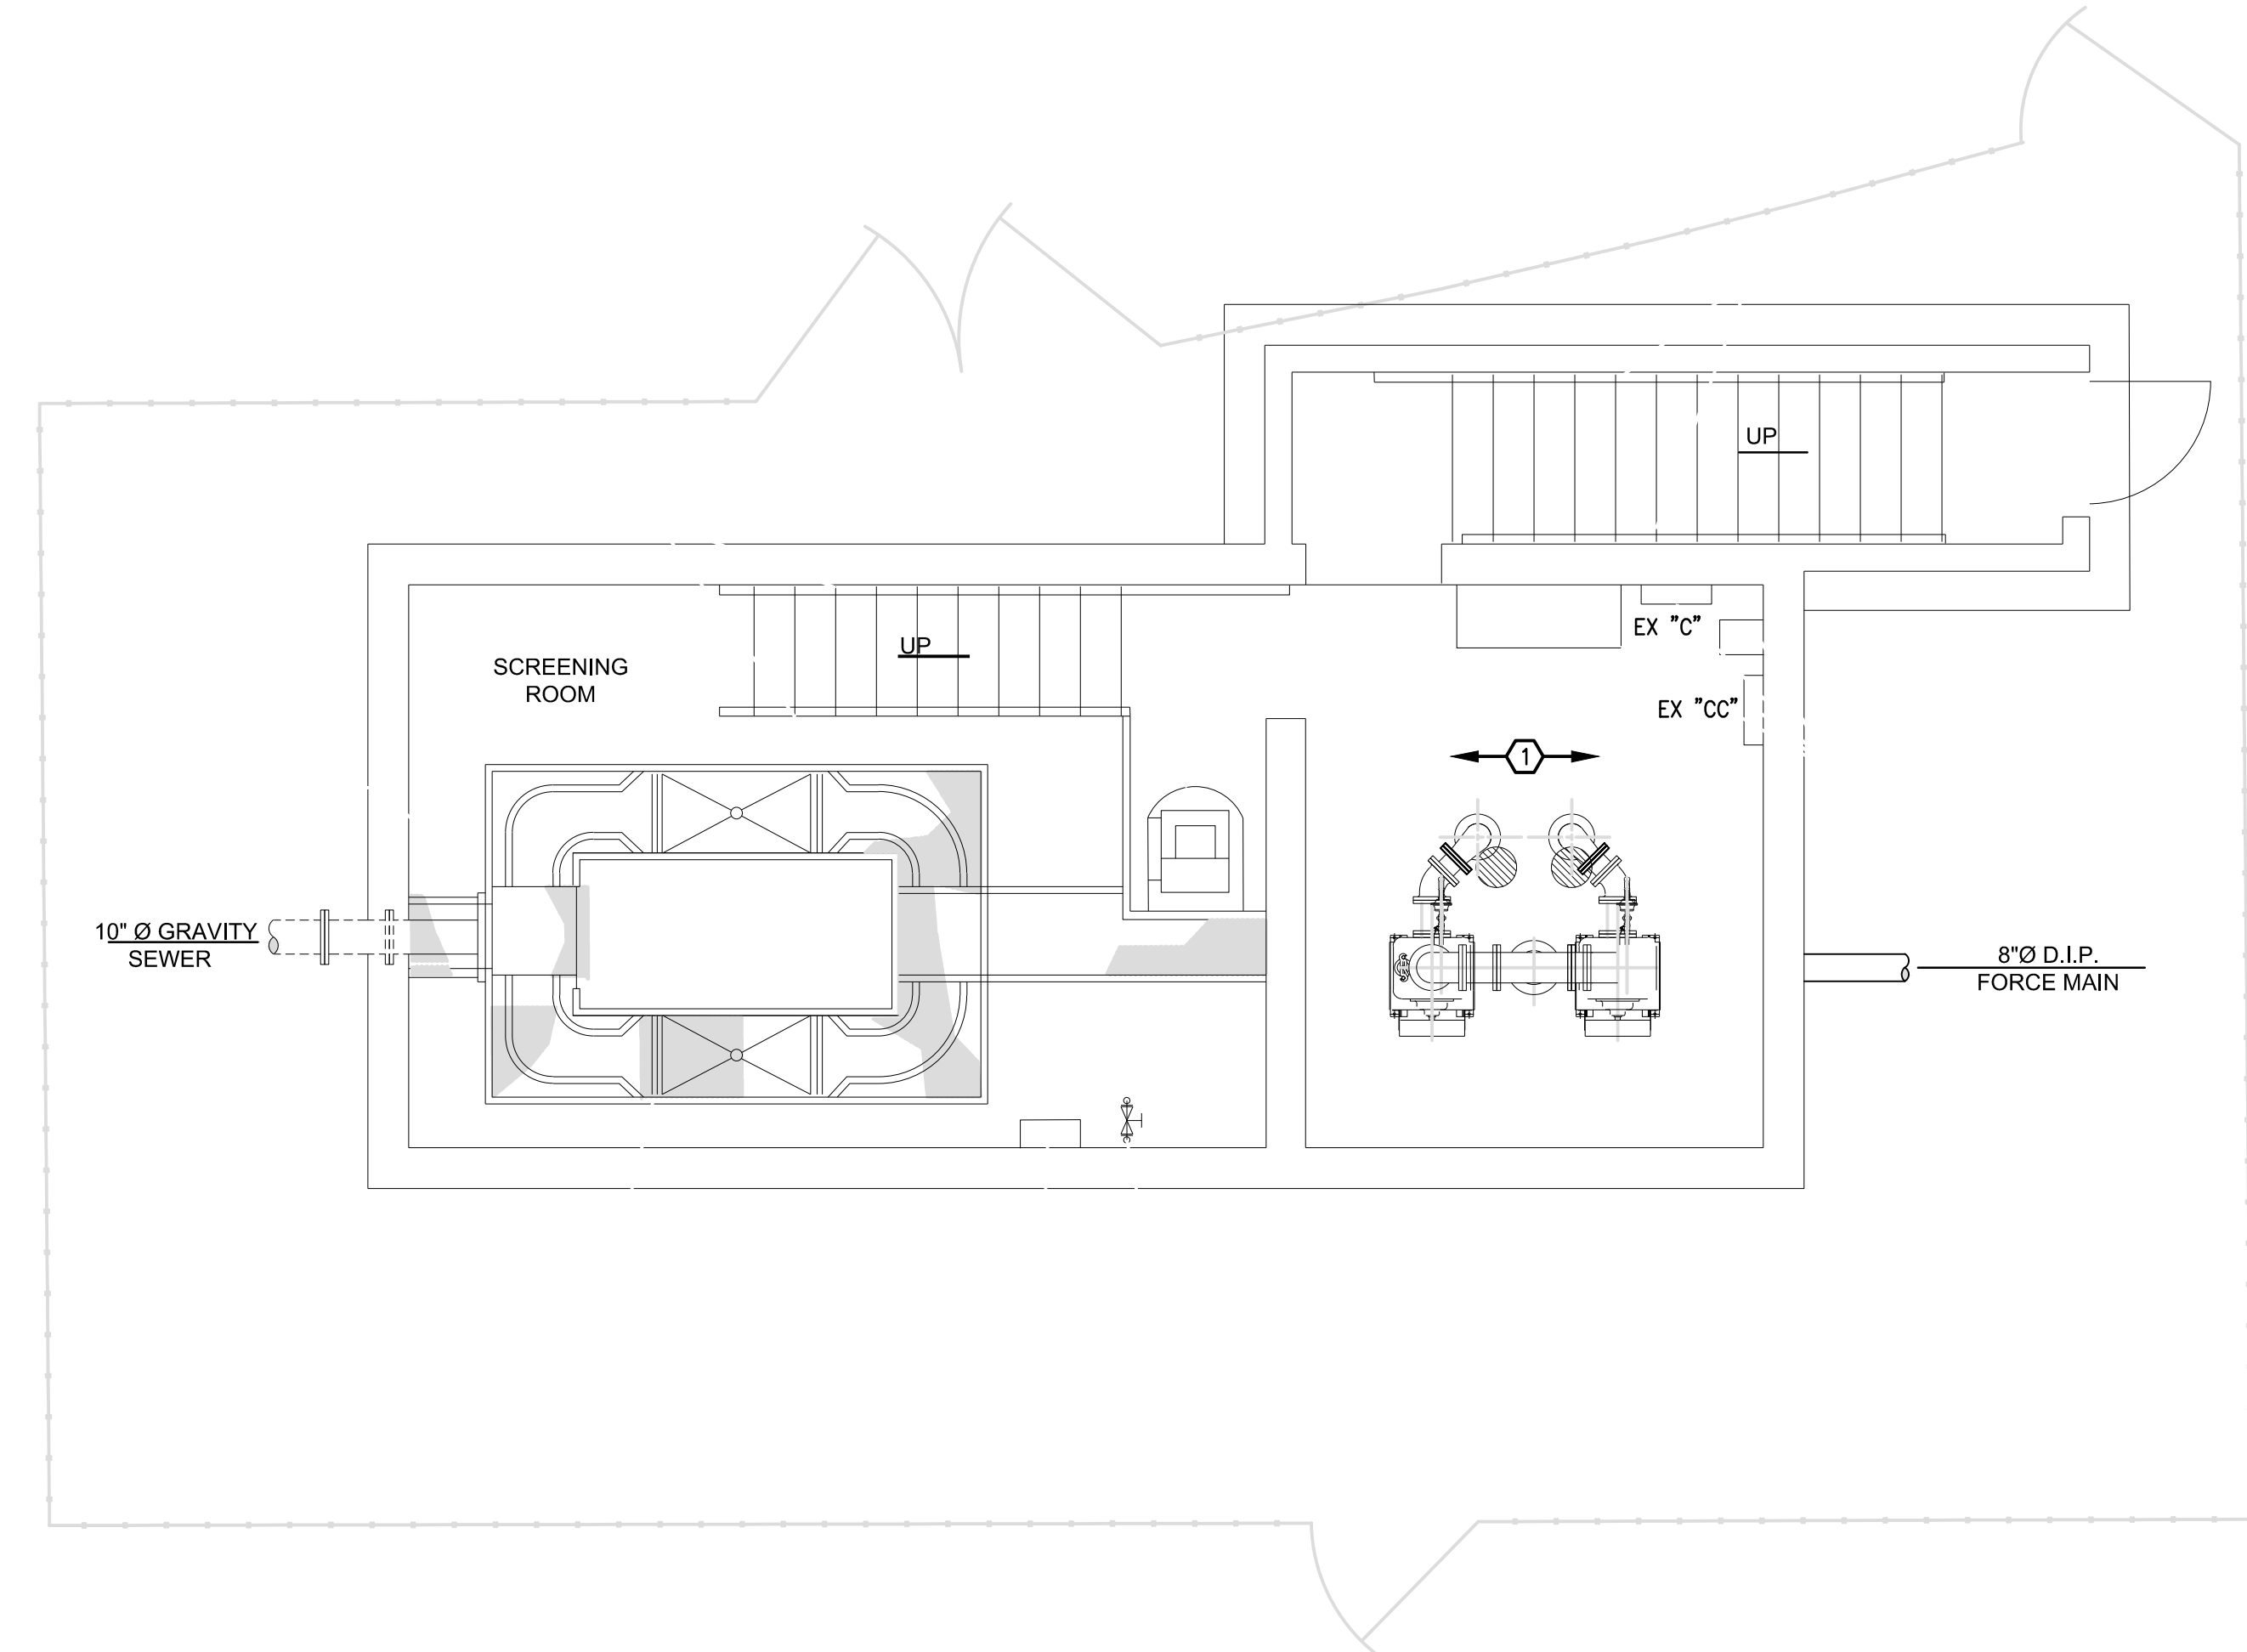 UP
UP
EX "C"
SCREENING
ROOM
EX "CC"
1
10" Ø GRAVITY
SEWER
8"Ø D.I.P.
FORCE MAIN